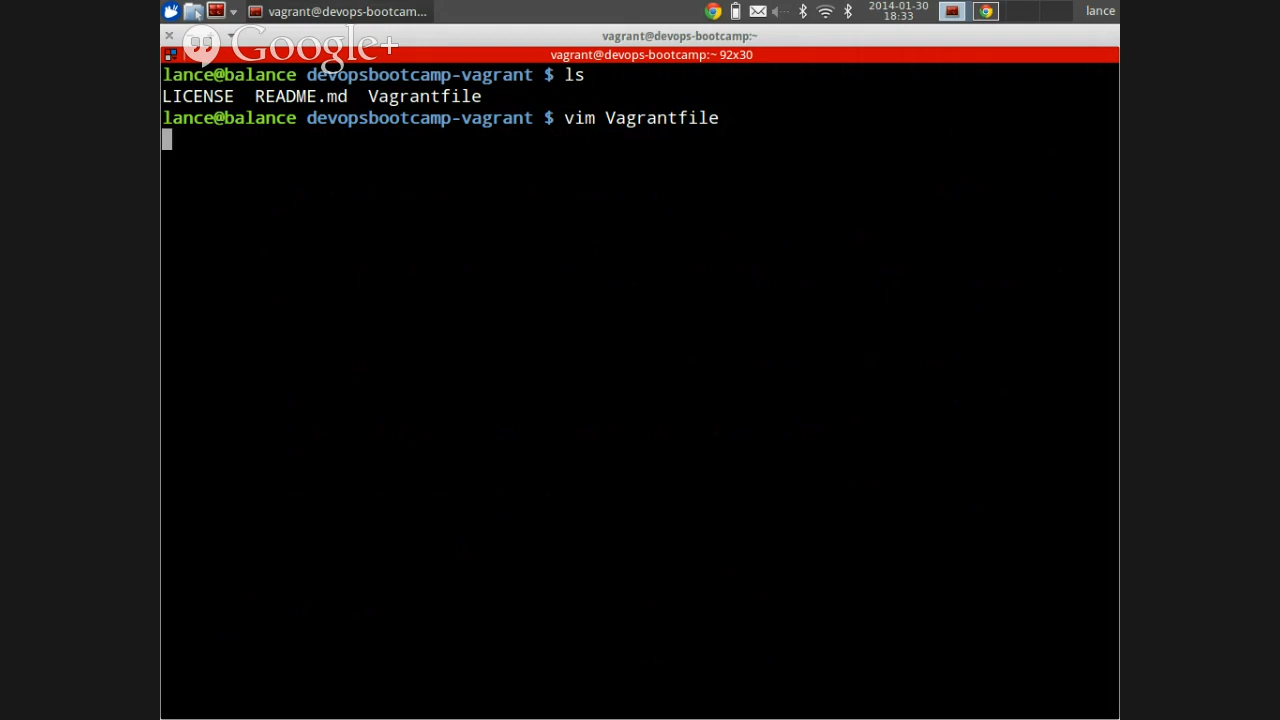 vagrant@devops-bootcam...
2014-01-30
18:33
lance
Google+
vagrant@devops-bootcamp:~
vagrant@devops-bootcamp:~ 92x30
lance@balance devopsbootcamp-vagrant $ ls
LICENSE  README.md  Vagrantfile
lance@balance devopsbootcamp-vagrant $ vim Vagrantfile